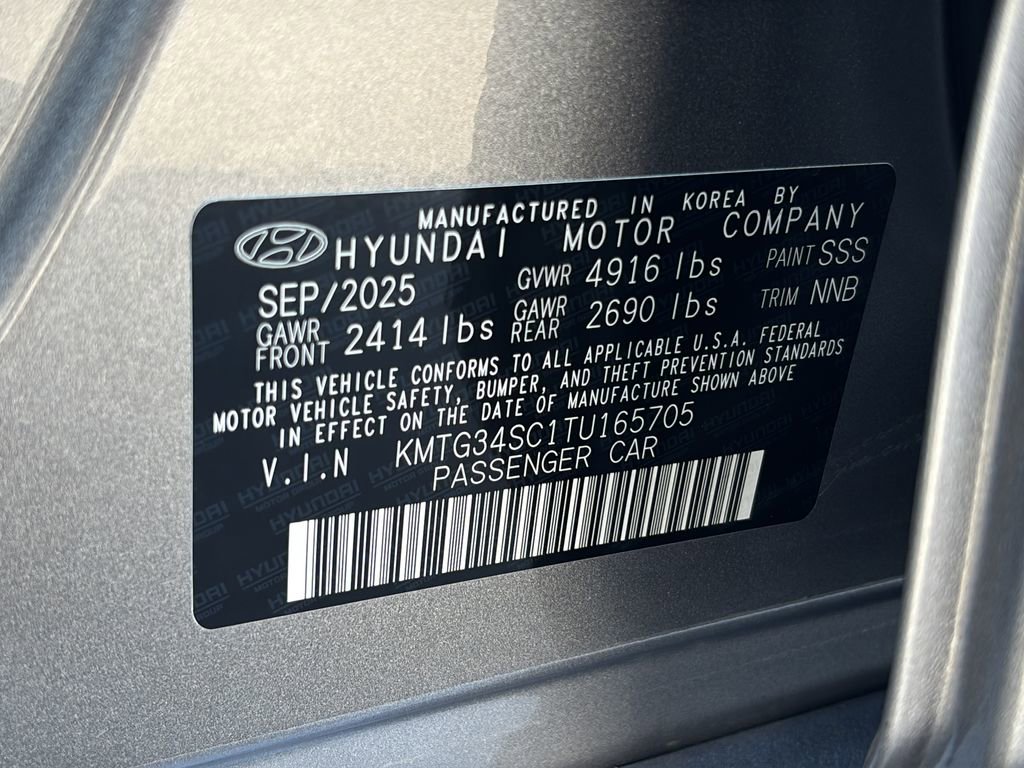 MANUFACTURED IN KOREA BY
HYUNDAI MOTOR COMPANY
SEP/2025 GVWR 4916 lbs PAINT SSS
GAWR FRONT 2414 lbs GAWR REAR 2690 lbs TRIM NNB
THIS VEHICLE CONFORMS TO ALL APPLICABLE U.S.A. FEDERAL
MOTOR VEHICLE SAFETY, BUMPER, AND THEFT PREVENTION STANDARDS
IN EFFECT ON THE DATE OF MANUFACTURE SHOWN ABOVE
V.I.N KMTG34SC1TU165705
PASSENGER CAR